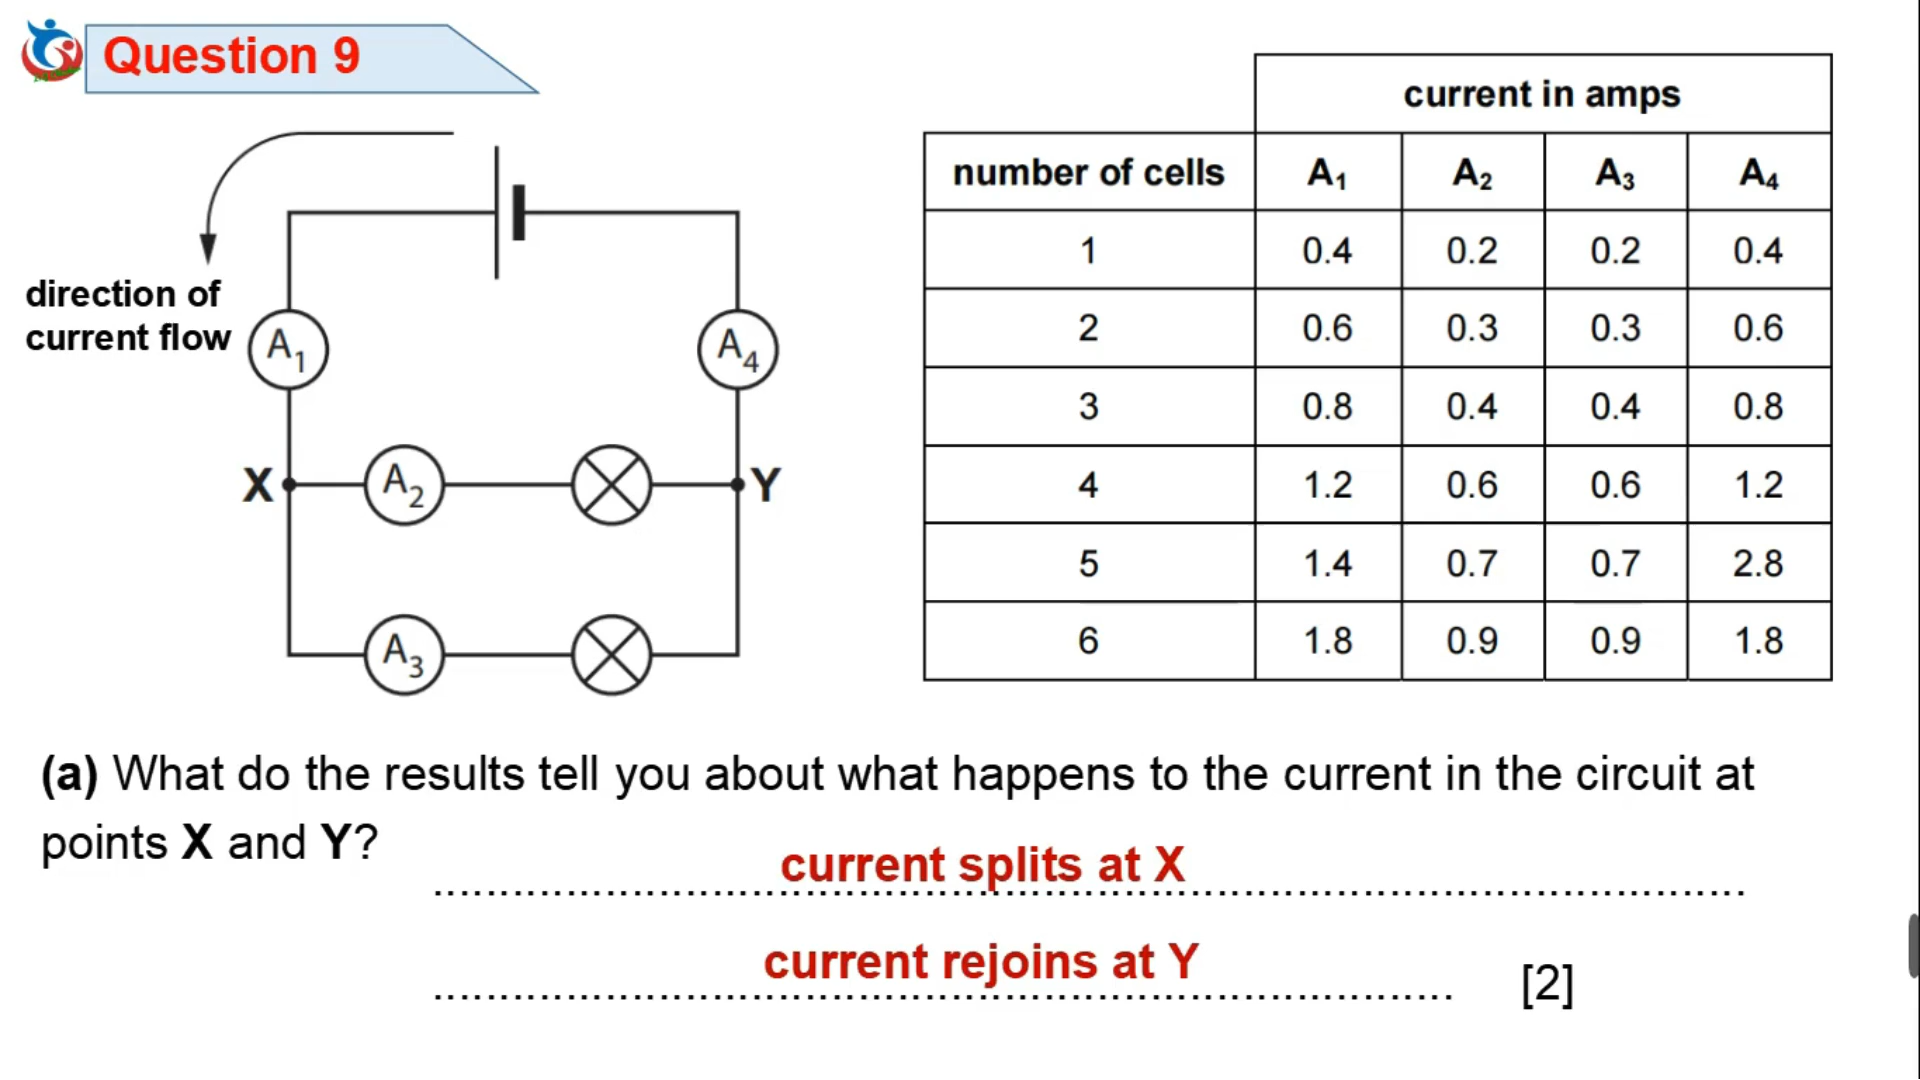 Question 9
direction of
current flow
A1
A4
X
A2
Y
A3
current in amps
number of cells A1 A2 A3 A4
1 0.4 0.2 0.2 0.4
2 0.6 0.3 0.3 0.6
3 0.8 0.4 0.4 0.8
4 1.2 0.6 0.6 1.2
5 1.4 0.7 0.7 2.8
6 1.8 0.9 0.9 1.8
(a) What do the results tell you about what happens to the current in the circuit at
points X and Y?
current splits at X
current rejoins at Y
[2]